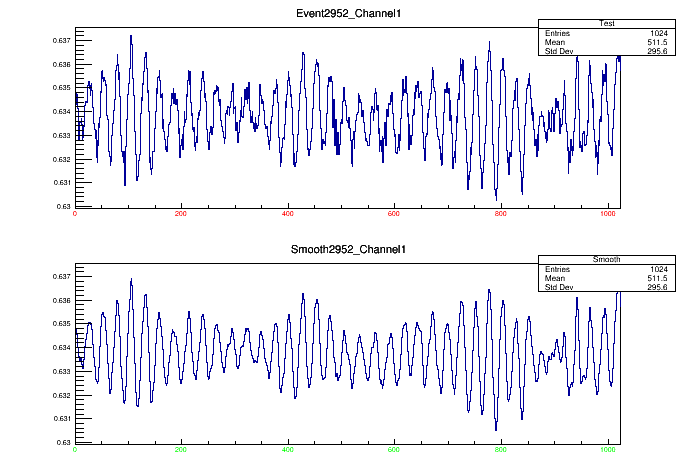 Event2952_Channel1
Test
Entries 1024
Mean 511.5
Std Dev 295.6
0.637
0.636
0.635
0.634
0.633
0.632
0.631
0.63
0 200 400 600 800 1000
Smooth2952_Channel1
Smooth
Entries 1024
Mean 511.5
Std Dev 295.6
0.637
0.636
0.635
0.634
0.633
0.632
0.631
0.63
0 200 400 600 800 1000